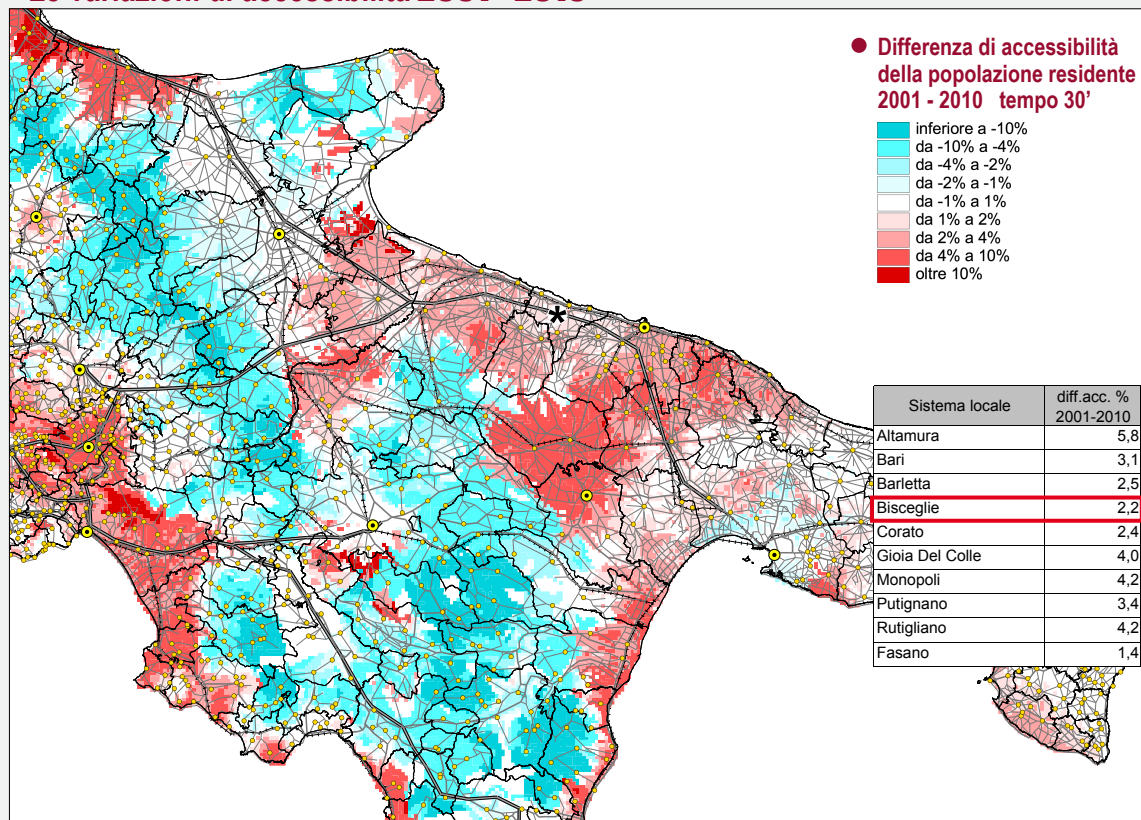 ● Differenza di accessibilità
della popolazione residente
2001 - 2010 tempo 30’
inferiore a -10%
da -10% a -4%
da -4% a -2%
da -2% a -1%
da -1% a 1%
da 1% a 2%
da 2% a 4%
da 4% a 10%
oltre 10%
*
Sistema locale diff.acc. % 2001-2010
Altamura 5,8
Bari 3,1
Barletta 2,5
Bisceglie 2,2
Corato 2,4
Gioia Del Colle 4,0
Monopoli 4,2
Putignano 3,4
Rutigliano 4,2
Fasano 1,4